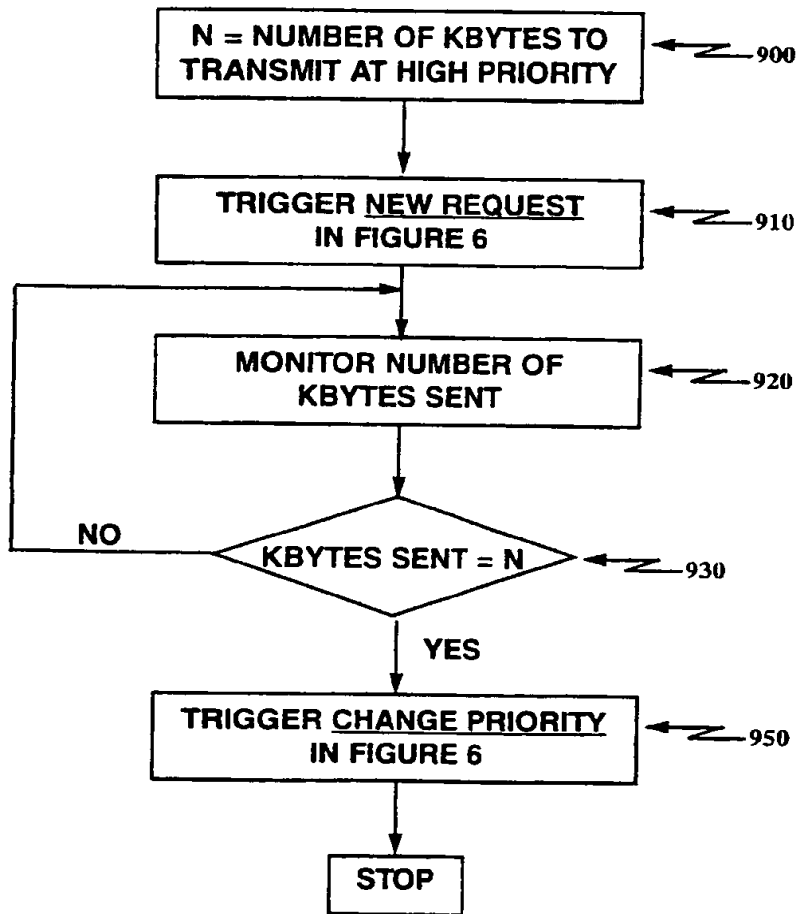 N = NUMBER OF KBYTES TO
TRANSMIT AT HIGH PRIORITY
900
TRIGGER NEW REQUEST
IN FIGURE 6
910
MONITOR NUMBER OF
KBYTES SENT
920
NO
KBYTES SENT = N
930
YES
TRIGGER CHANGE PRIORITY
IN FIGURE 6
950
STOP